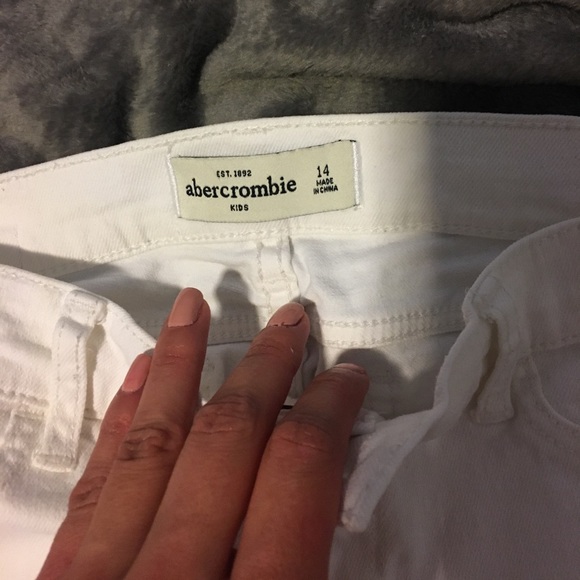 EST. 1892
abercrombie
KIDS
14
MADE
IN CHINA